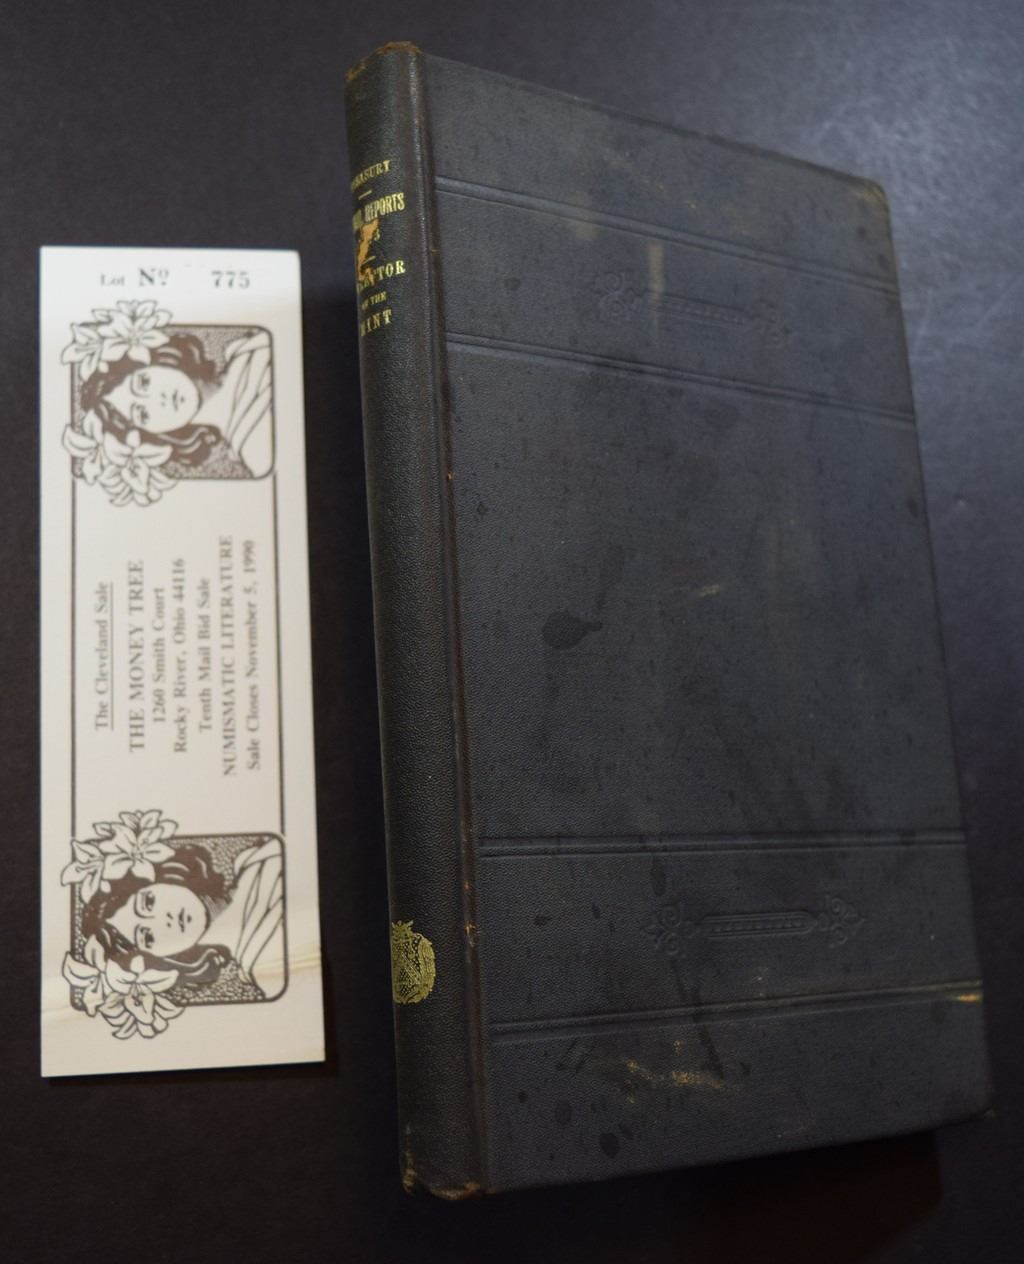 Lot Nº 775
The Cleveland Sale
THE MONEY TREE
1260 Smith Court
Rocky River, Ohio 44116
Tenth Mail Bid Sale
NUMISMATIC LITERATURE
Sale Closes November 5, 1990
REPORTS
OF THE
MINT